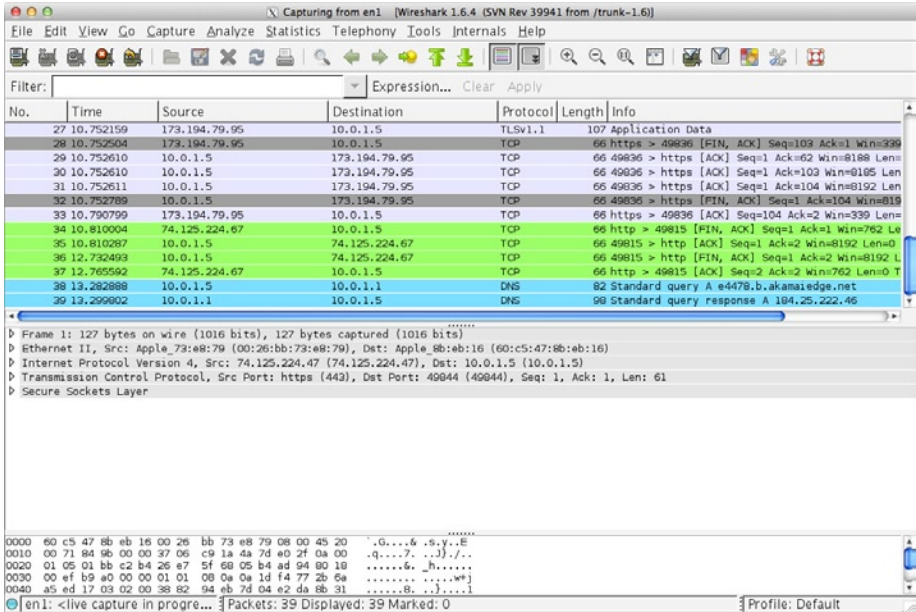 Capturing from en1 [Wireshark 1.6.4 (SVN Rev 39941 from /trunk-1.6)]
File Edit View Go Capture Analyze Statistics Telephony Tools Internals Help
Filter: Expression... Clear Apply
No. Time Source Destination Protocol Length Info
27 10.752159 173.194.79.95 10.0.1.5 TLSv1.1 107 Application Data
28 10.752504 173.194.79.95 10.0.1.5 TCP 66 https > 49836 [FIN, ACK] Seq=103 Ack=1 Win=339
29 10.752610 10.0.1.5 173.194.79.95 TCP 66 49836 > https [ACK] Seq=1 Ack=62 Win=8188 Len=
30 10.752610 10.0.1.5 173.194.79.95 TCP 66 49836 > https [ACK] Seq=1 Ack=103 Win=8185 Len
31 10.752611 10.0.1.5 173.194.79.95 TCP 66 49836 > https [ACK] Seq=1 Ack=104 Win=8192 Len
32 10.752789 10.0.1.5 173.194.79.95 TCP 66 49836 > https [FIN, ACK] Seq=1 Ack=104 Win=819
33 10.790799 173.194.79.95 10.0.1.5 TCP 66 https > 49836 [ACK] Seq=104 Ack=2 Win=339 Len=
34 10.810004 74.125.224.67 10.0.1.5 TCP 66 http > 49815 [FIN, ACK] Seq=1 Ack=1 Win=762 Le
35 10.810287 10.0.1.5 74.125.224.67 TCP 66 49815 > http [ACK] Seq=1 Ack=2 Win=8192 Len=0
36 12.732493 10.0.1.5 74.125.224.67 TCP 66 49815 > http [FIN, ACK] Seq=1 Ack=2 Win=8192 L
37 12.765592 74.125.224.67 10.0.1.5 TCP 66 http > 49815 [ACK] Seq=2 Ack=2 Win=762 Len=0 T
38 13.282888 10.0.1.5 10.0.1.1 DNS 82 Standard query A e4478.b.akamaiedge.net
39 13.299802 10.0.1.1 10.0.1.5 DNS 98 Standard query response A 184.25.222.46
Frame 1: 127 bytes on wire (1016 bits), 127 bytes captured (1016 bits)
Ethernet II, Src: Apple_73:e8:79 (00:26:bb:73:e8:79), Dst: Apple_8b:eb:16 (60:c5:47:8b:eb:16)
Internet Protocol Version 4, Src: 74.125.224.47 (74.125.224.47), Dst: 10.0.1.5 (10.0.1.5)
Transmission Control Protocol, Src Port: https (443), Dst Port: 49844 (49844), Seq: 1, Ack: 1, Len: 61
Secure Sockets Layer
0000 60 c5 47 8b eb 16 00 26 bb 73 e8 79 08 00 45 20 `.G....& .s.y..E
0010 00 71 84 9b 00 00 37 06 c9 1a 4a 7d e0 2f 0a 00 .q....7. ..J}./..
0020 01 05 01 bb c2 b4 26 e7 5f 68 05 b4 ad 94 80 18 ......&. _h......
0030 00 ef b9 a0 00 00 01 01 08 0a 0a 1d f4 77 2b 6a ........ .....w+j
0040 a5 ed 17 03 02 00 38 82 94 eb 7d 04 e2 da 8b 31 ......8. ..}....1
en1: <live capture in progre... Packets: 39 Displayed: 39 Marked: 0 Profile: Default